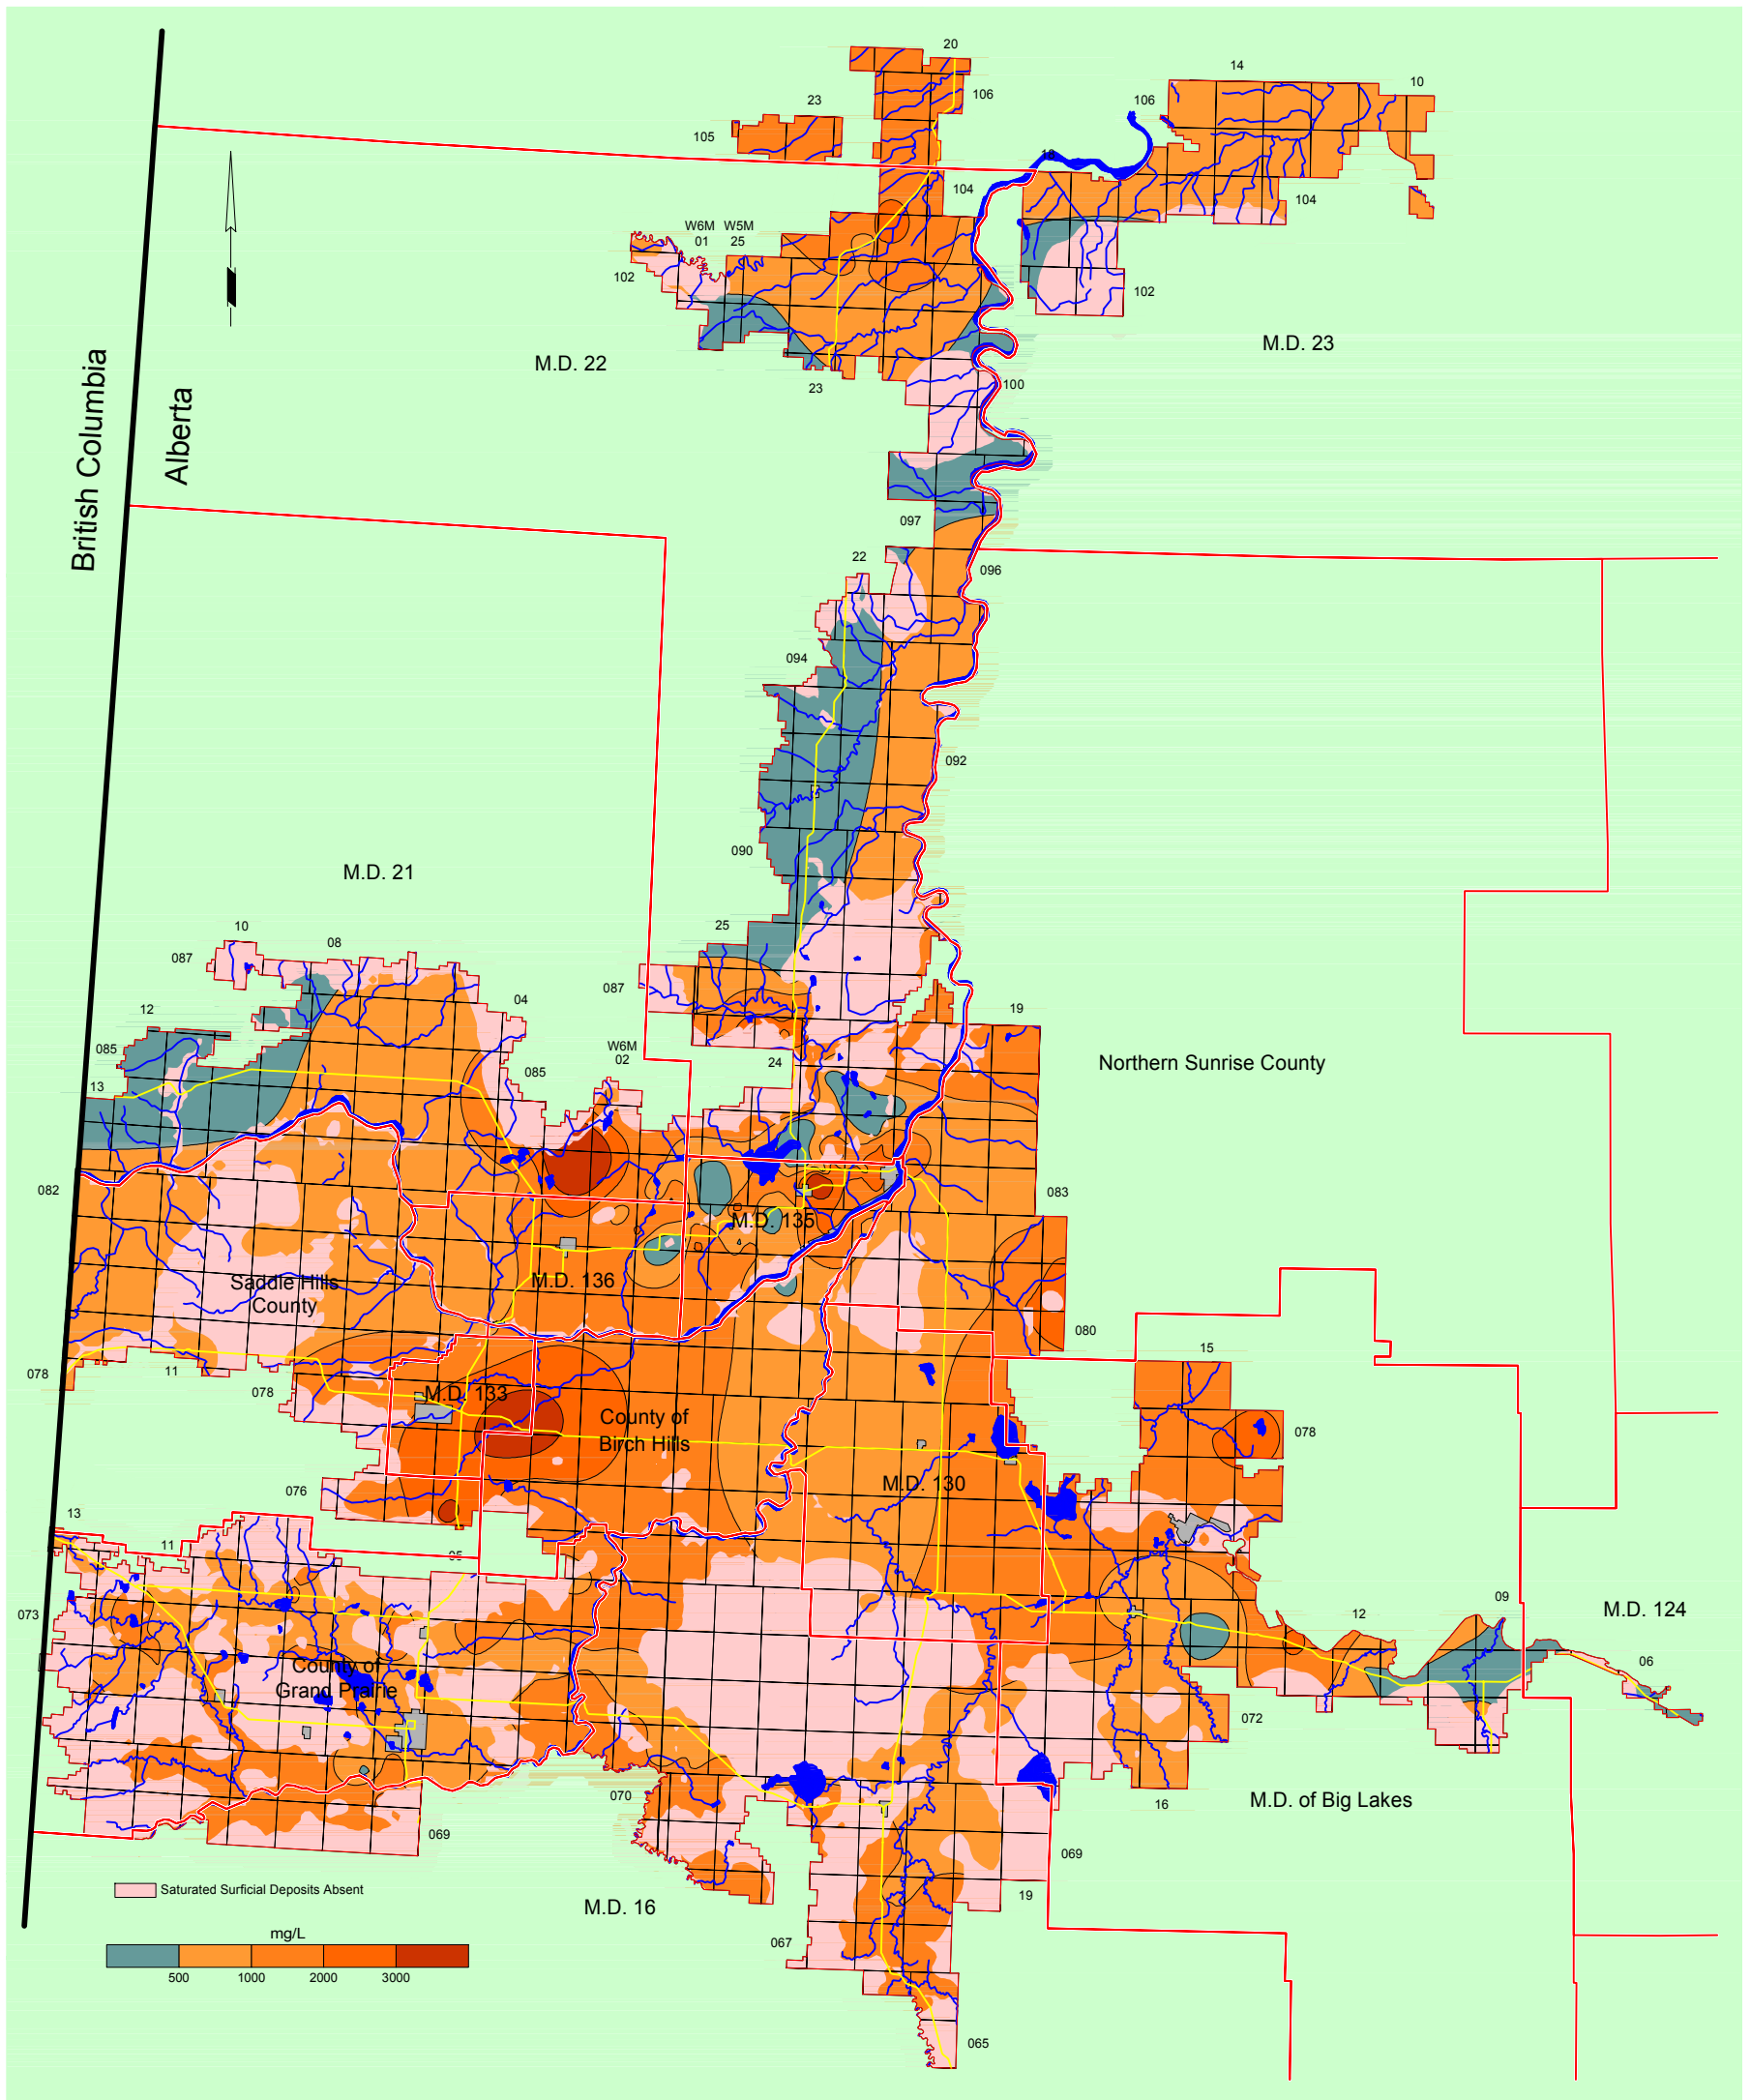 20
14
10
23
106
106
105
18
104
104
W6M W5M
01 25
102
102
M.D. 23
M.D. 22
23
100
British Columbia
Alberta
097
22
096
094
092
090
M.D. 21
25
10
08
087
087
04
19
12
W6M
02
24
085
085
Northern Sunrise County
13
082
083
M.D. 135
M.D. 136
Saddle Hills
County
080
15
078
11
078
M.D. 133
County of
Birch Hills
078
M.D. 130
076
13
11
05
073
09
12
M.D. 124
06
County of
Grand Prairie
072
070
16
M.D. of Big Lakes
069
069
Saturated Surficial Deposits Absent
19
M.D. 16
mg/L
067
500 1000 2000 3000
065